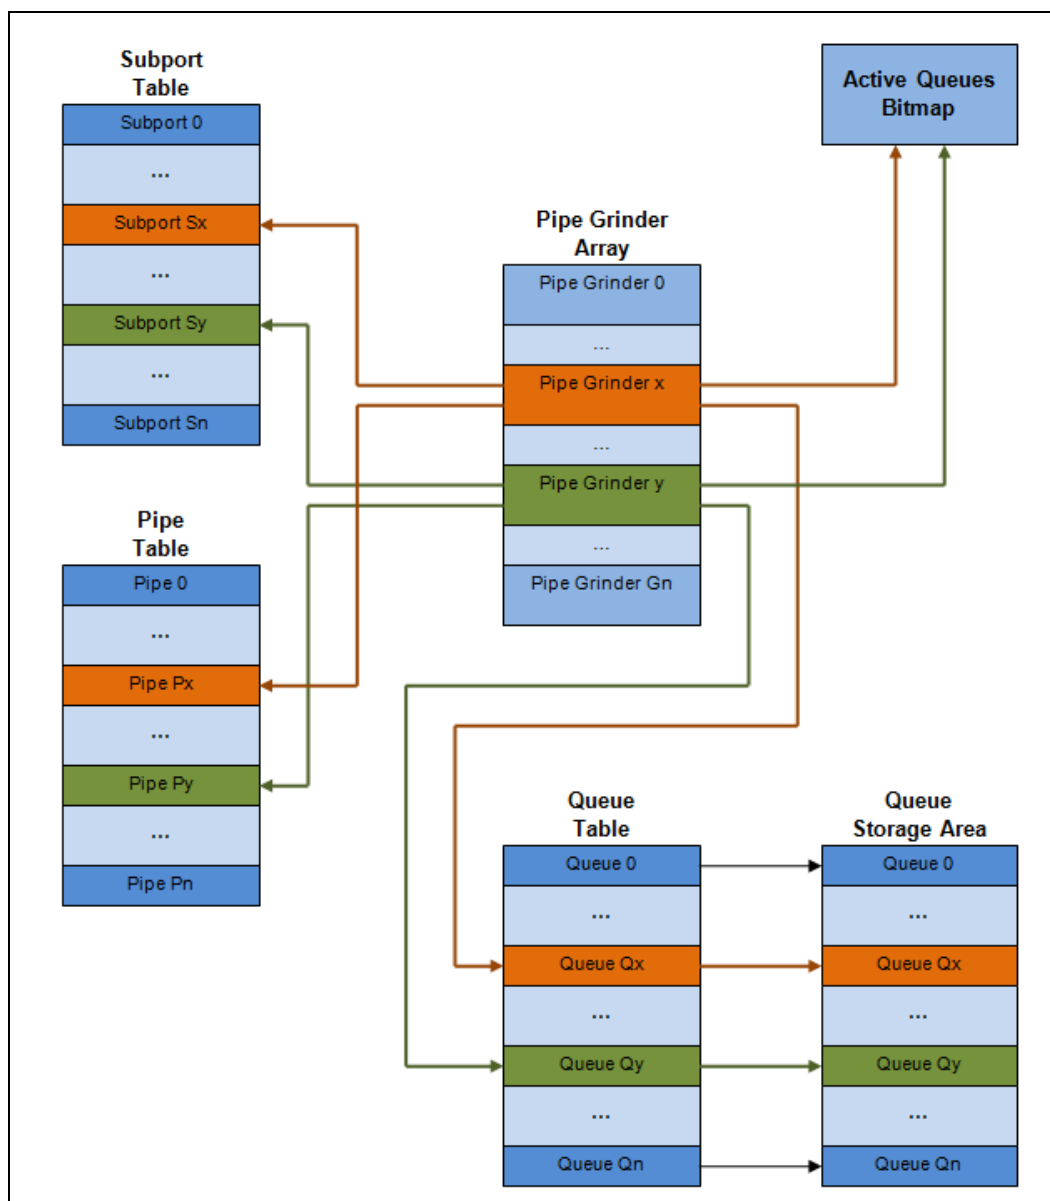 Subport
Table
Subport 0
...
Subport Sx
...
Subport Sy
...
Subport Sn
Active Queues
Bitmap
Pipe Grinder
Array
Pipe Grinder 0
...
Pipe Grinder x
...
Pipe Grinder y
...
Pipe Grinder Gn
Pipe
Table
Pipe 0
...
Pipe Px
...
Pipe Py
...
Pipe Pn
Queue
Table
Queue 0
...
Queue Qx
...
Queue Qy
...
Queue Qn
Queue
Storage Area
Queue 0
...
Queue Qx
...
Queue Qy
...
Queue Qn